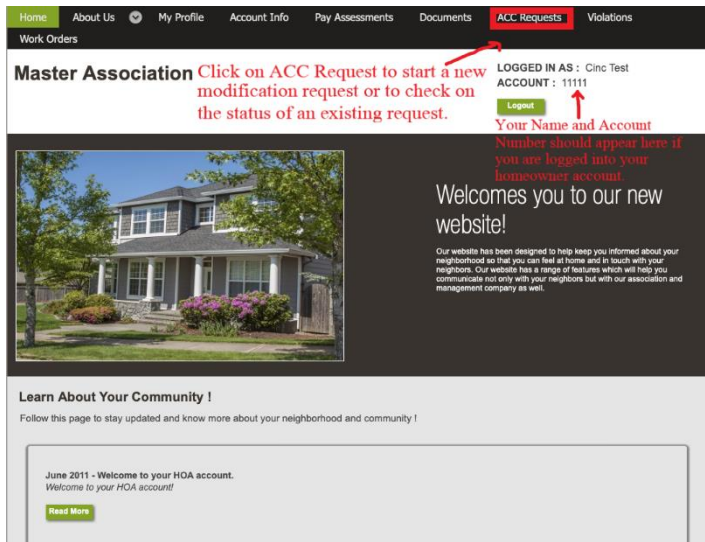 Home About Us My Profile Account Info Pay Assessments Documents ACC Requests Violations
Work Orders
Master Association
Click on ACC Request to start a new
modification request or to check on
the status of an existing request.
LOGGED IN AS : Cinc Test
ACCOUNT : 11111
Logout
Your Name and Account
Number should appear here if
you are logged into your
homeowner account.
Welcomes you to our new
website!
Our website has been designed to help keep you informed about your
neighborhood so that you can feel at home and in touch with your
neighbors. Our website has a range of features which will help you
communicate not only with your neighbors but with our association and
management company as well.
Learn About Your Community !
Follow this page to stay updated and know more about your neighborhood and community !
June 2011 - Welcome to your HOA account.
Welcome to your HOA account!
Read More